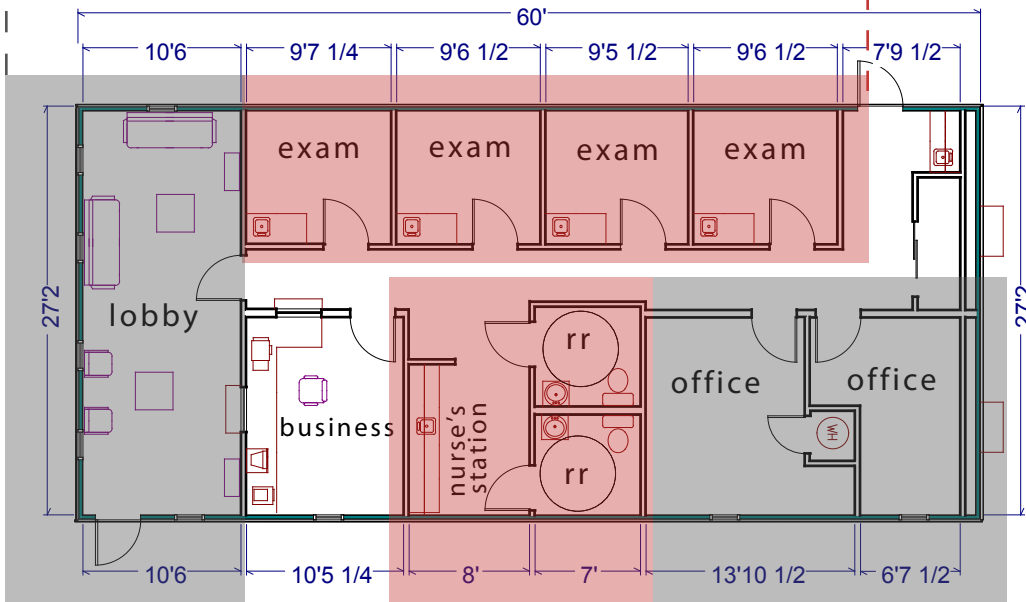 60'
10'6
9'7 1/4
9'6 1/2
9'5 1/2
9'6 1/2
7'9 1/2
exam
exam
exam
exam
27'2
27'2
lobby
business
nurse's
station
rr
rr
office
office
WH
10'6
10'5 1/4
8'
7'
13'10 1/2
6'7 1/2